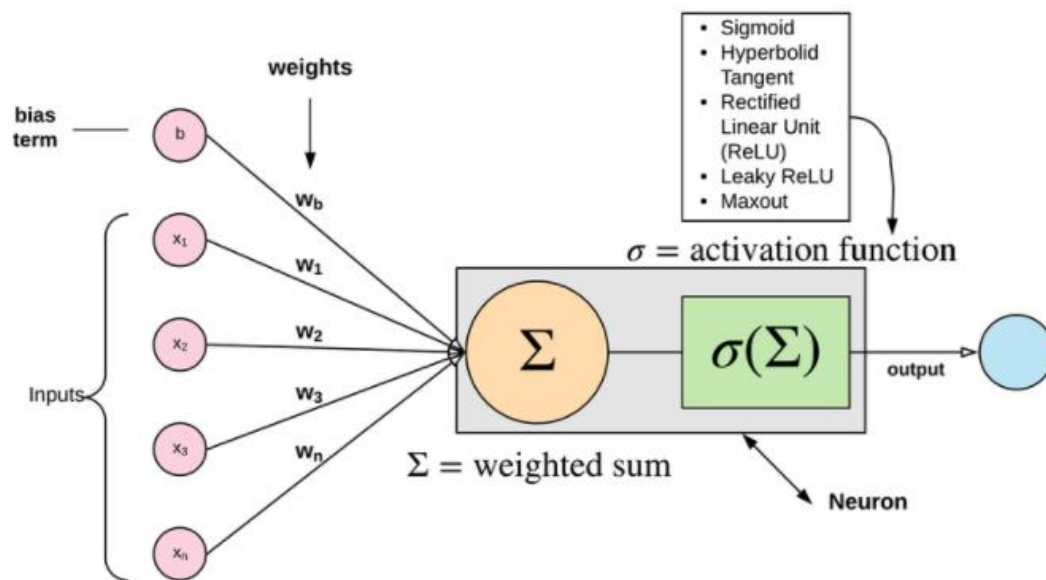 • Sigmoid
• Hyperbolid
Tangent
• Rectified
Linear Unit
(ReLU)
• Leaky ReLU
• Maxout
weights
bias
term
b
w_b
x₁
w₁
σ = activation function
x₂
w₂
Σ
σ(Σ)
output
Inputs
w₃
x₃
wₙ
Σ = weighted sum
Neuron
xₙ